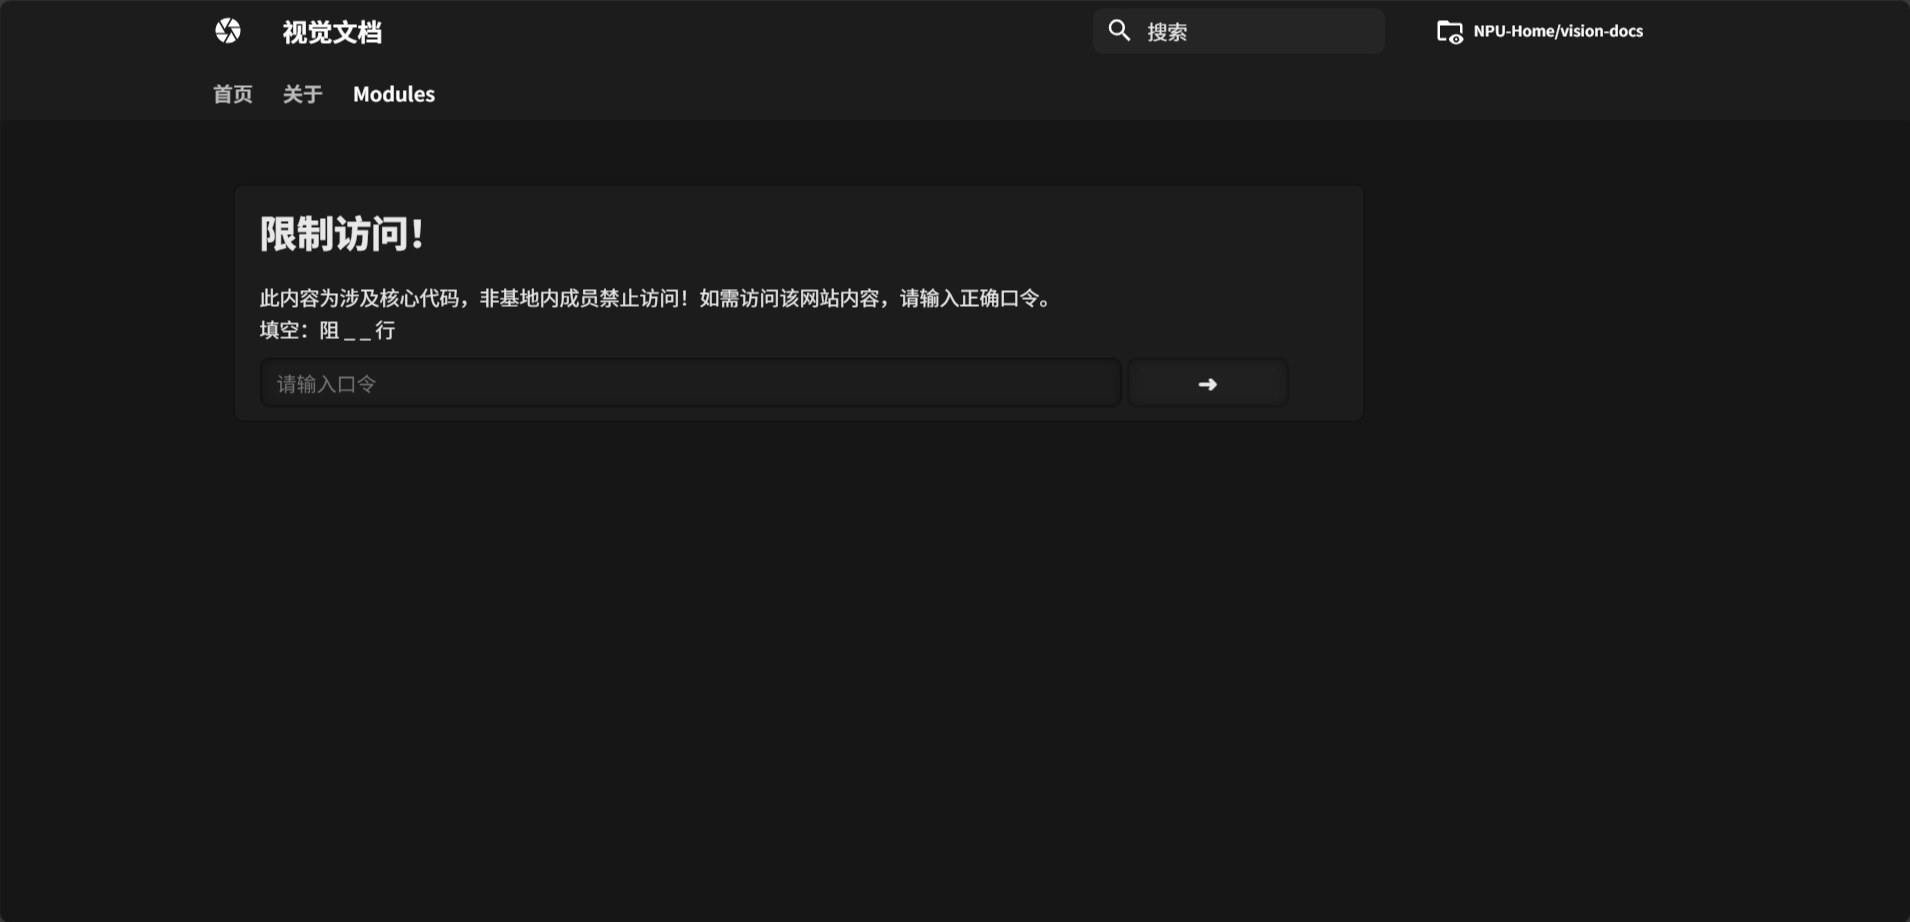 视觉文档
搜索
NPU-Home/vision-docs
首页 关于 Modules
限制访问！
此内容为涉及核心代码，非基地内成员禁止访问！如需访问该网站内容，请输入正确口令。
填空：阻 _ _ 行
请输入口令
➜